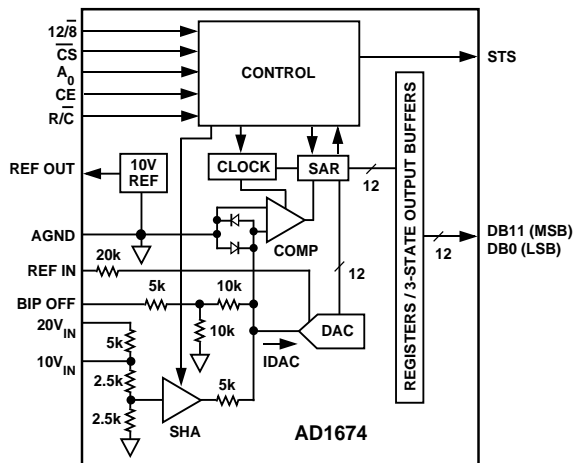 12/8̅
C̅S̅
A0
CE
R/C̅
CONTROL
STS
REF OUT
10V
REF
CLOCK
SAR
12
REGISTERS / 3-STATE OUTPUT BUFFERS
AGND
COMP
12
DB11 (MSB)
DB0 (LSB)
REF IN
20k
12
BIP OFF
5k
10k
10k
DAC
IDAC
20VIN
5k
10VIN
2.5k
2.5k
SHA
5k
AD1674